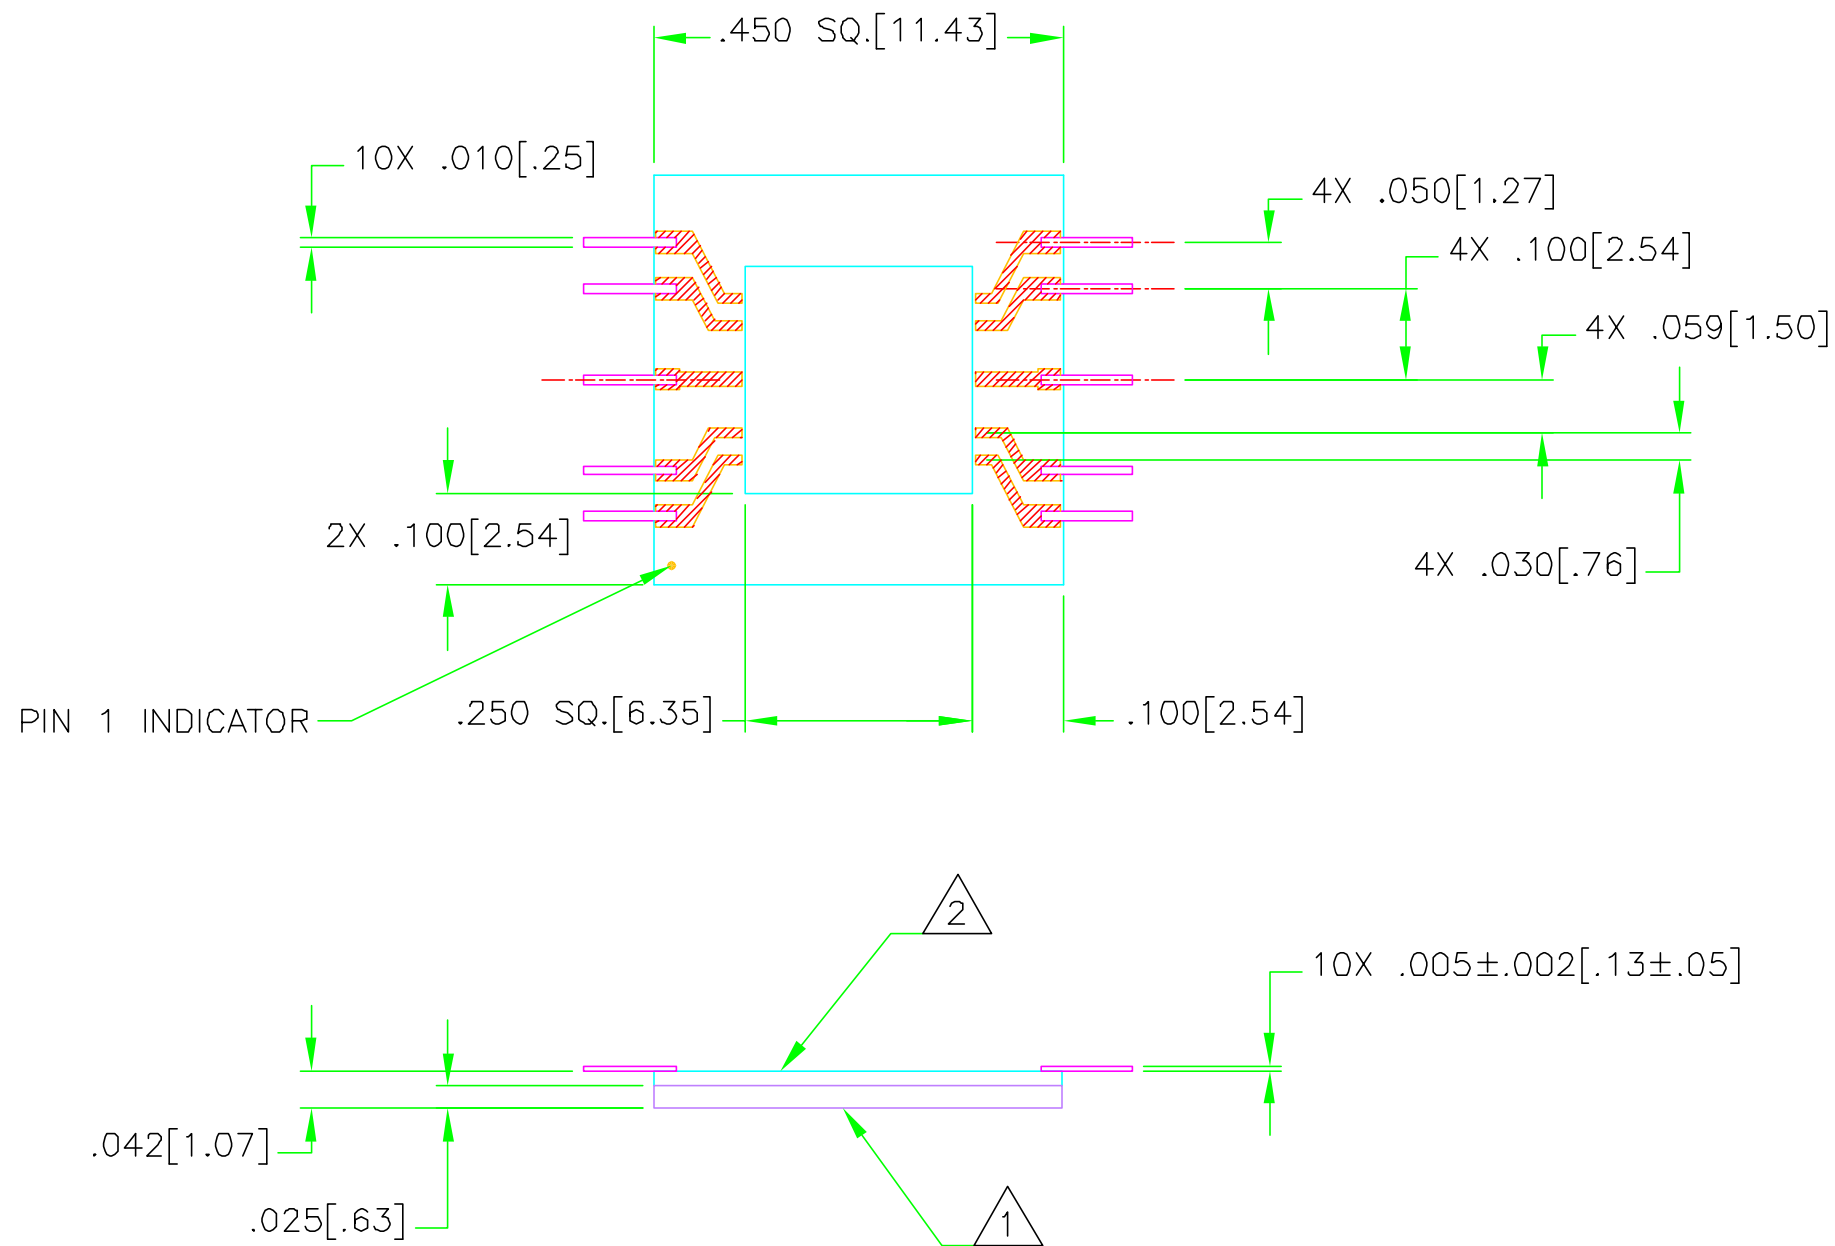 .450 SQ.[11.43]
10X .010[.25]
4X .050[1.27]
4X .100[2.54]
4X .059[1.50]
2X .100[2.54]
4X .030[.76]
PIN 1 INDICATOR
.250 SQ.[6.35]
.100[2.54]
2
10X .005±.002[.13±.05]
.042[1.07]
.025[.63]
1